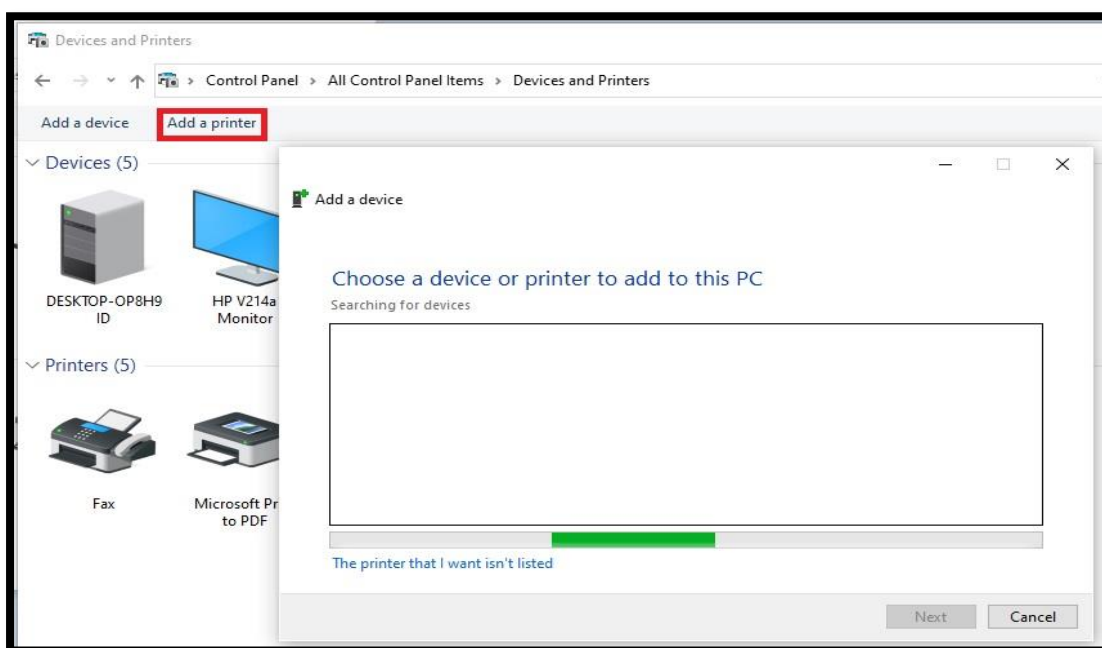 Devices and Printers
Control Panel > All Control Panel Items > Devices and Printers
Add a device
Add a printer
Devices (5)
DESKTOP-OP8H9
ID
HP V214a
Monitor
Printers (5)
Fax
Microsoft Pr
to PDF
Add a device
Choose a device or printer to add to this PC
Searching for devices
The printer that I want isn't listed
Next
Cancel